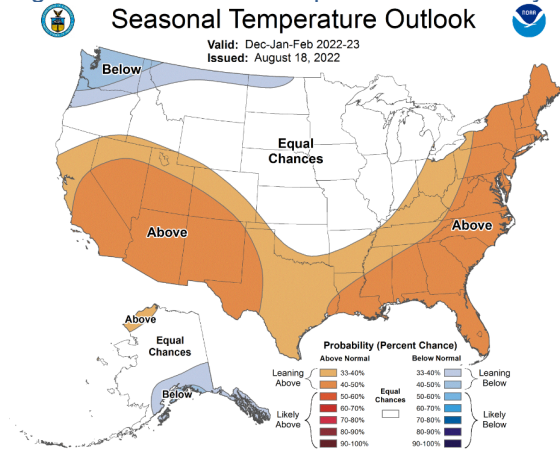 Seasonal Temperature Outlook
NOAA
Valid: Dec-Jan-Feb 2022-23
Issued: August 18, 2022
Below
Equal
Chances
Above
Above
Above
Equal
Chances
Below
Probability (Percent Chance)
Above Normal
Below Normal
Leaning
Above
33-40%
40-50%
Likely
Above
50-60%
60-70%
70-80%
80-90%
90-100%
Equal
Chances
33-40%
40-50%
Leaning
Below
50-60%
60-70%
70-80%
80-90%
90-100%
Likely
Below